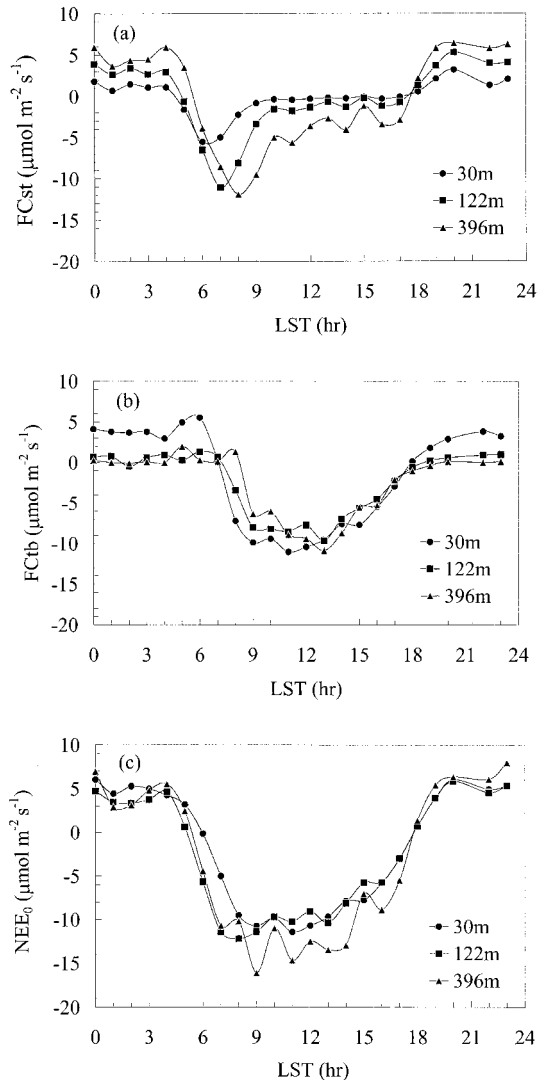 (a)
FCst (μmol m⁻² s⁻¹)
10
5
0
-5
-10
-15
-20
30m
122m
396m
0 3 6 9 12 15 18 21 24
LST (hr)
(b)
FCtb (μmol m⁻² s⁻¹)
10
5
0
-5
-10
-15
-20
30m
122m
396m
0 3 6 9 12 15 18 21 24
LST (hr)
(c)
NEE₀ (μmol m⁻² s⁻¹)
10
5
0
-5
-10
-15
-20
30m
122m
396m
0 3 6 9 12 15 18 21 24
LST (hr)